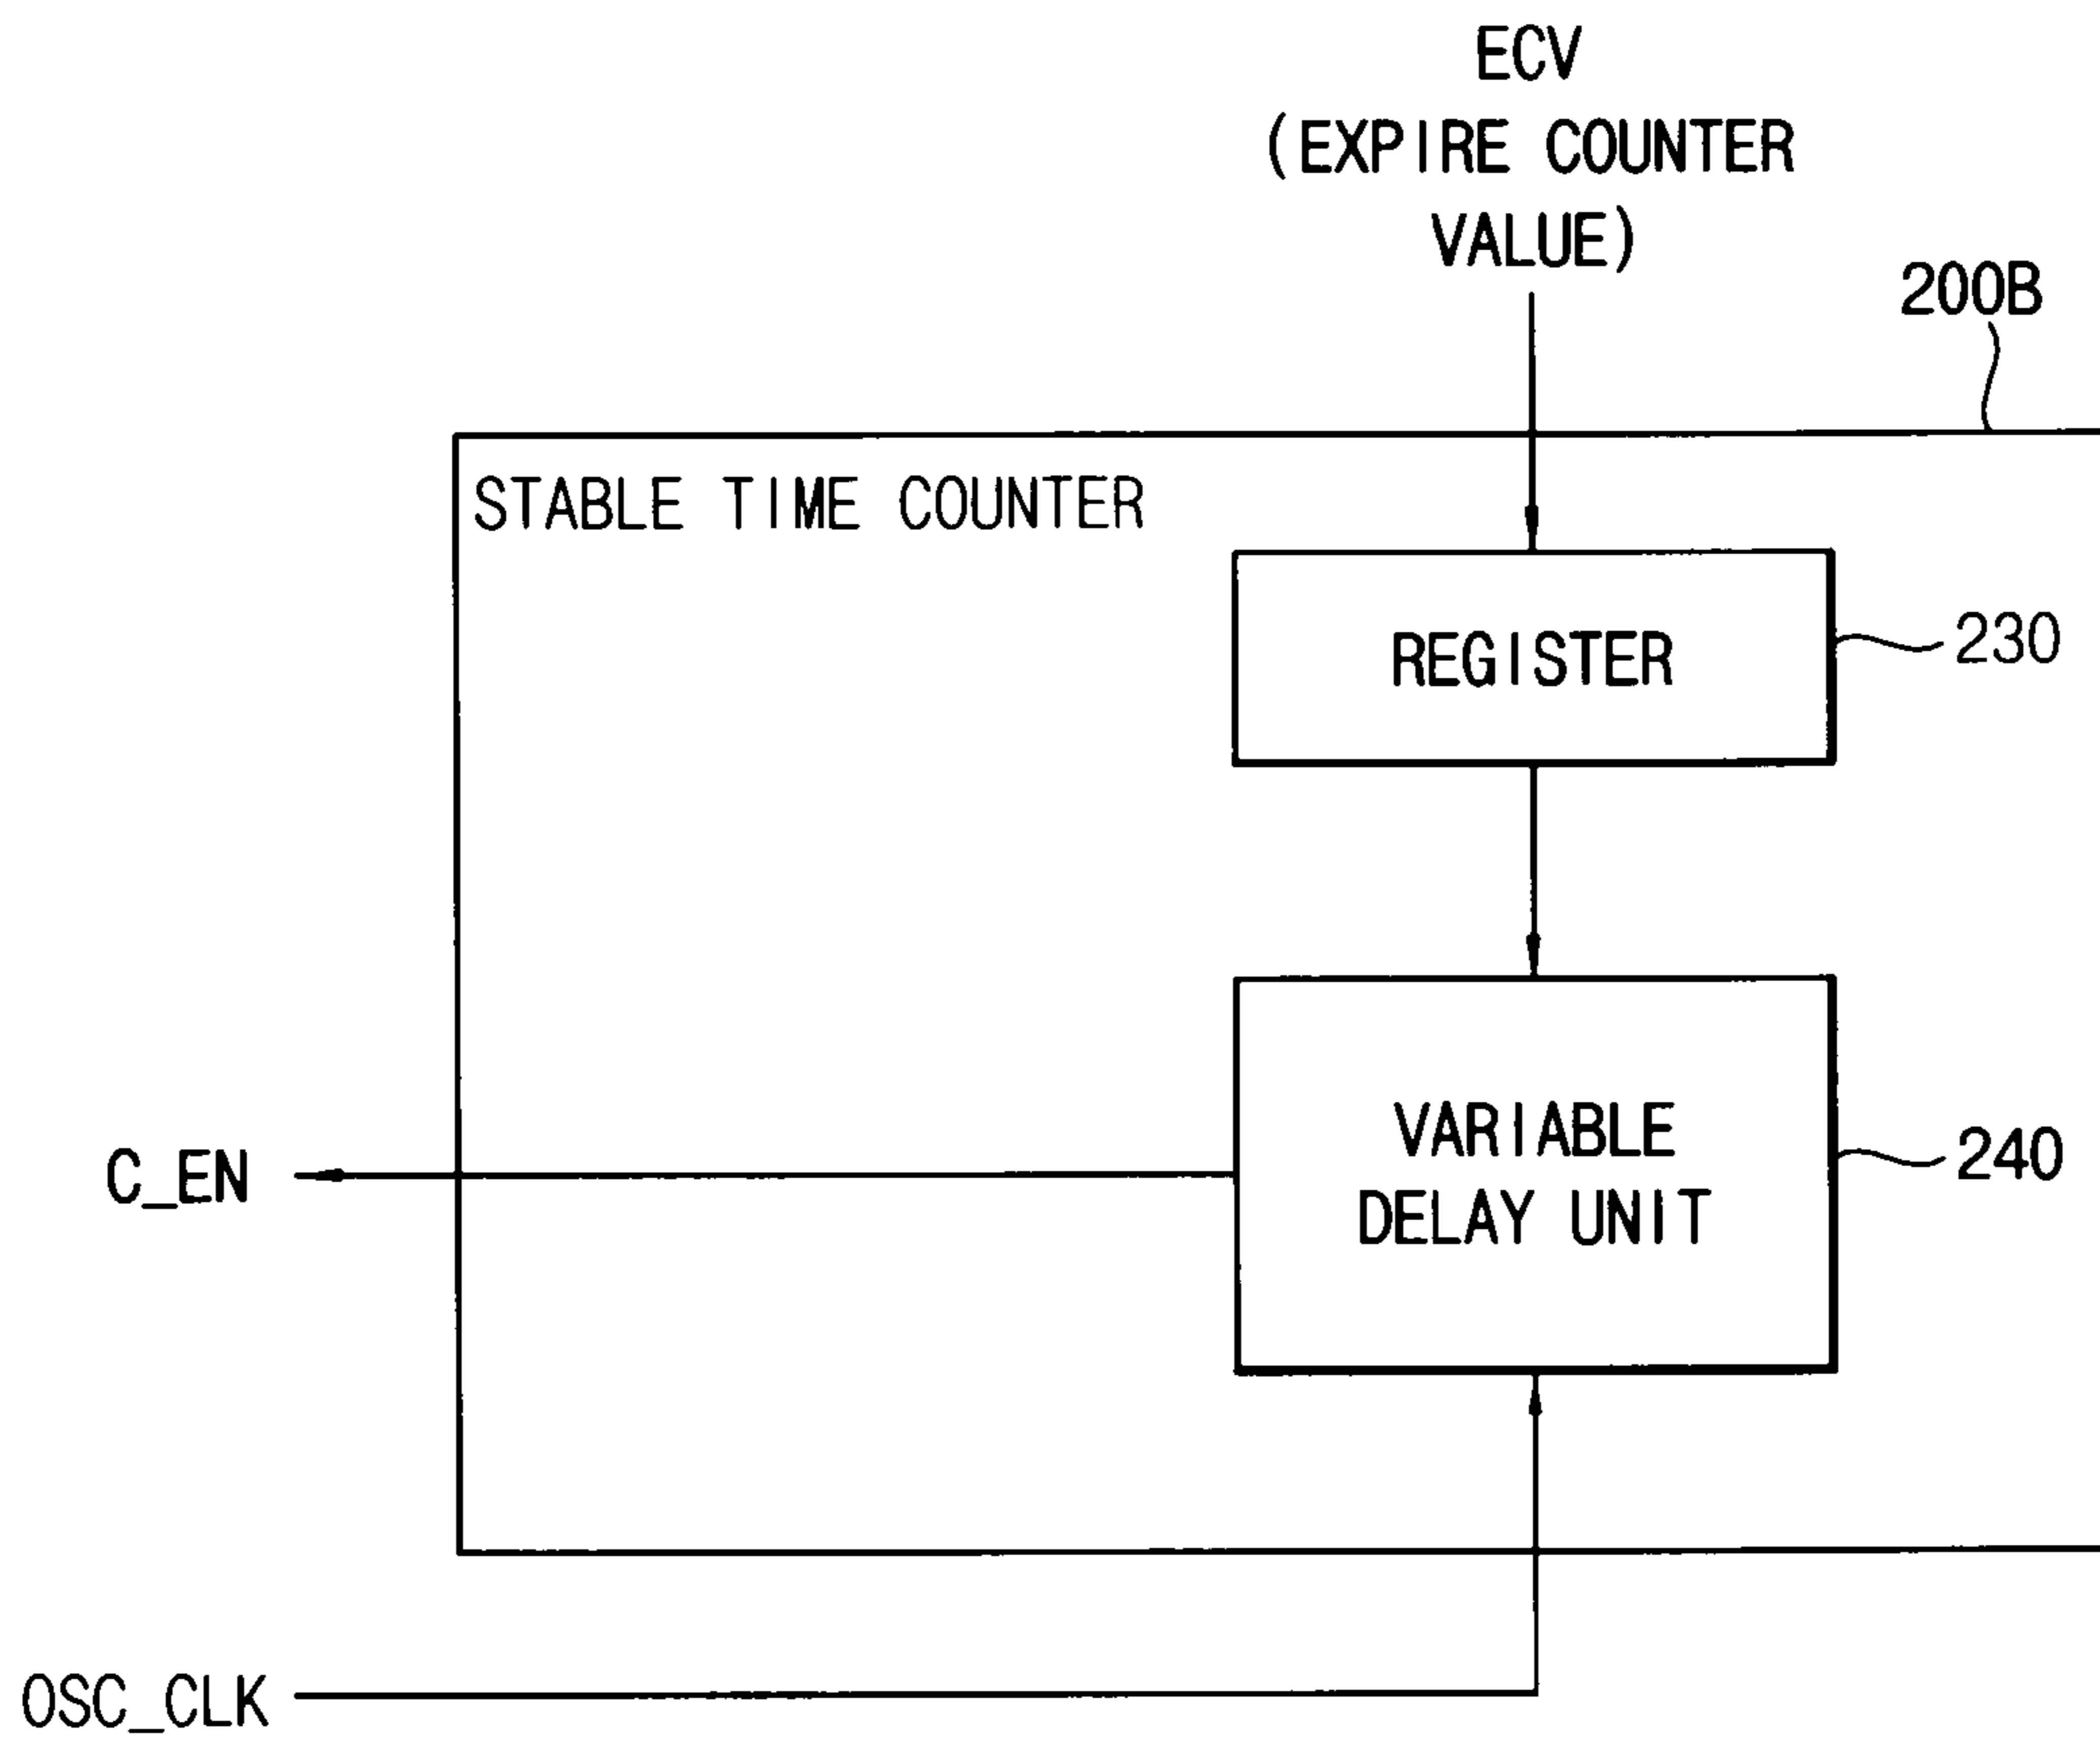 ECV
(EXPIRE COUNTER
VALUE)
200B
STABLE TIME COUNTER
REGISTER
230
VARIABLE
DELAY UNIT
240
C_EN
OSC_CLK